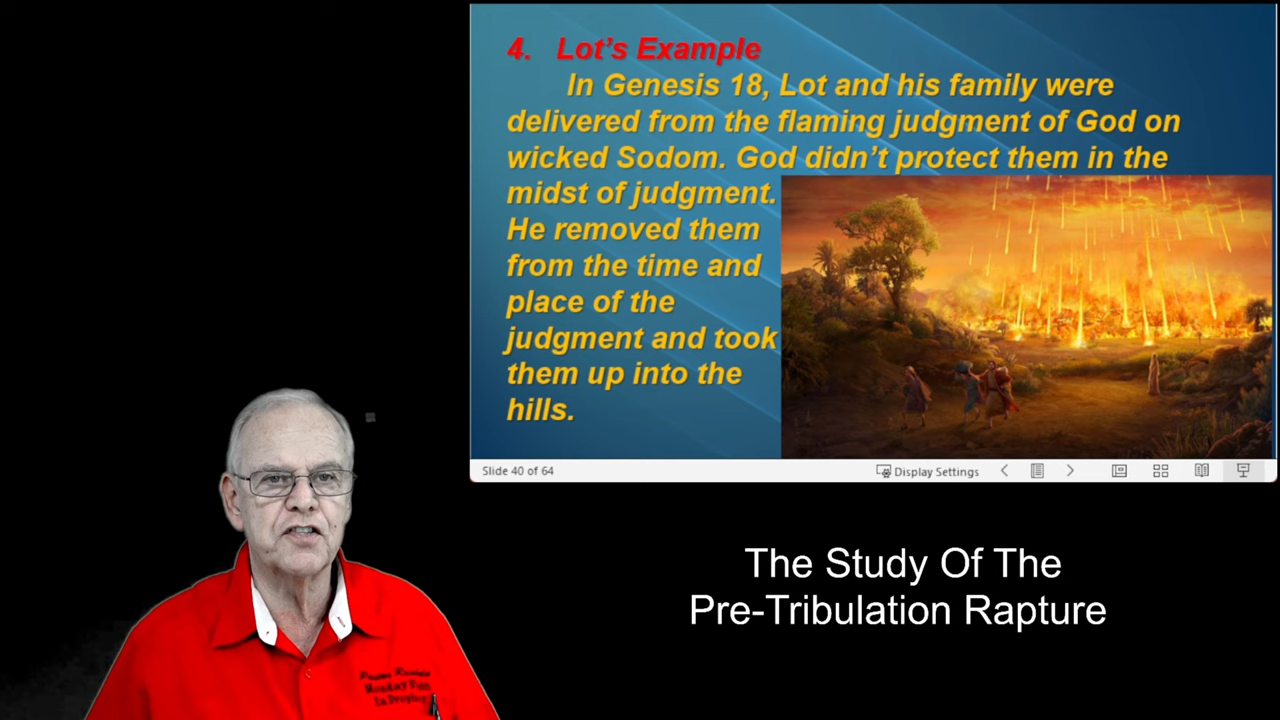 4. Lot’s Example
In Genesis 18, Lot and his family were
delivered from the flaming judgment of God on
wicked Sodom. God didn’t protect them in the
midst of judgment.
He removed them
from the time and
place of the
judgment and took
them up into the
hills.
Slide 40 of 64
Display Settings
The Study Of The
Pre-Tribulation Rapture